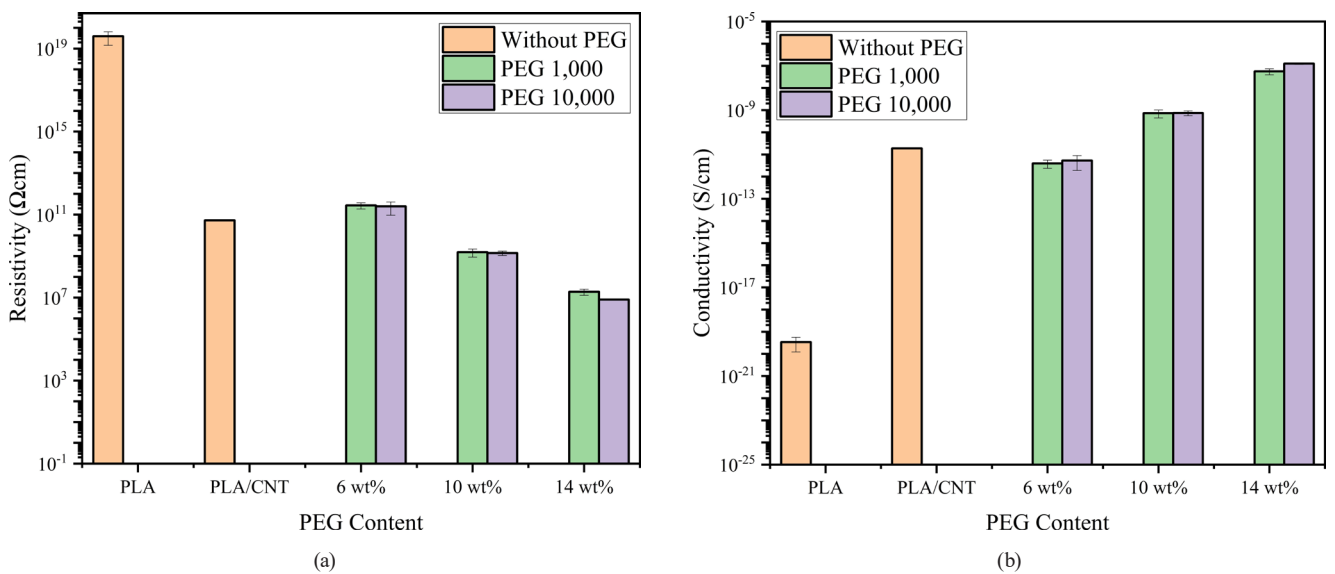 10^19
10^15
10^11
10^7
10^3
10^-1
Resistivity (Ωcm)
Without PEG
PEG 1,000
PEG 10,000
PLA
PLA/CNT
6 wt%
10 wt%
14 wt%
PEG Content
(a)
10^-5
10^-9
10^-13
10^-17
10^-21
10^-25
Conductivity (S/cm)
Without PEG
PEG 1,000
PEG 10,000
PLA
PLA/CNT
6 wt%
10 wt%
14 wt%
PEG Content
(b)